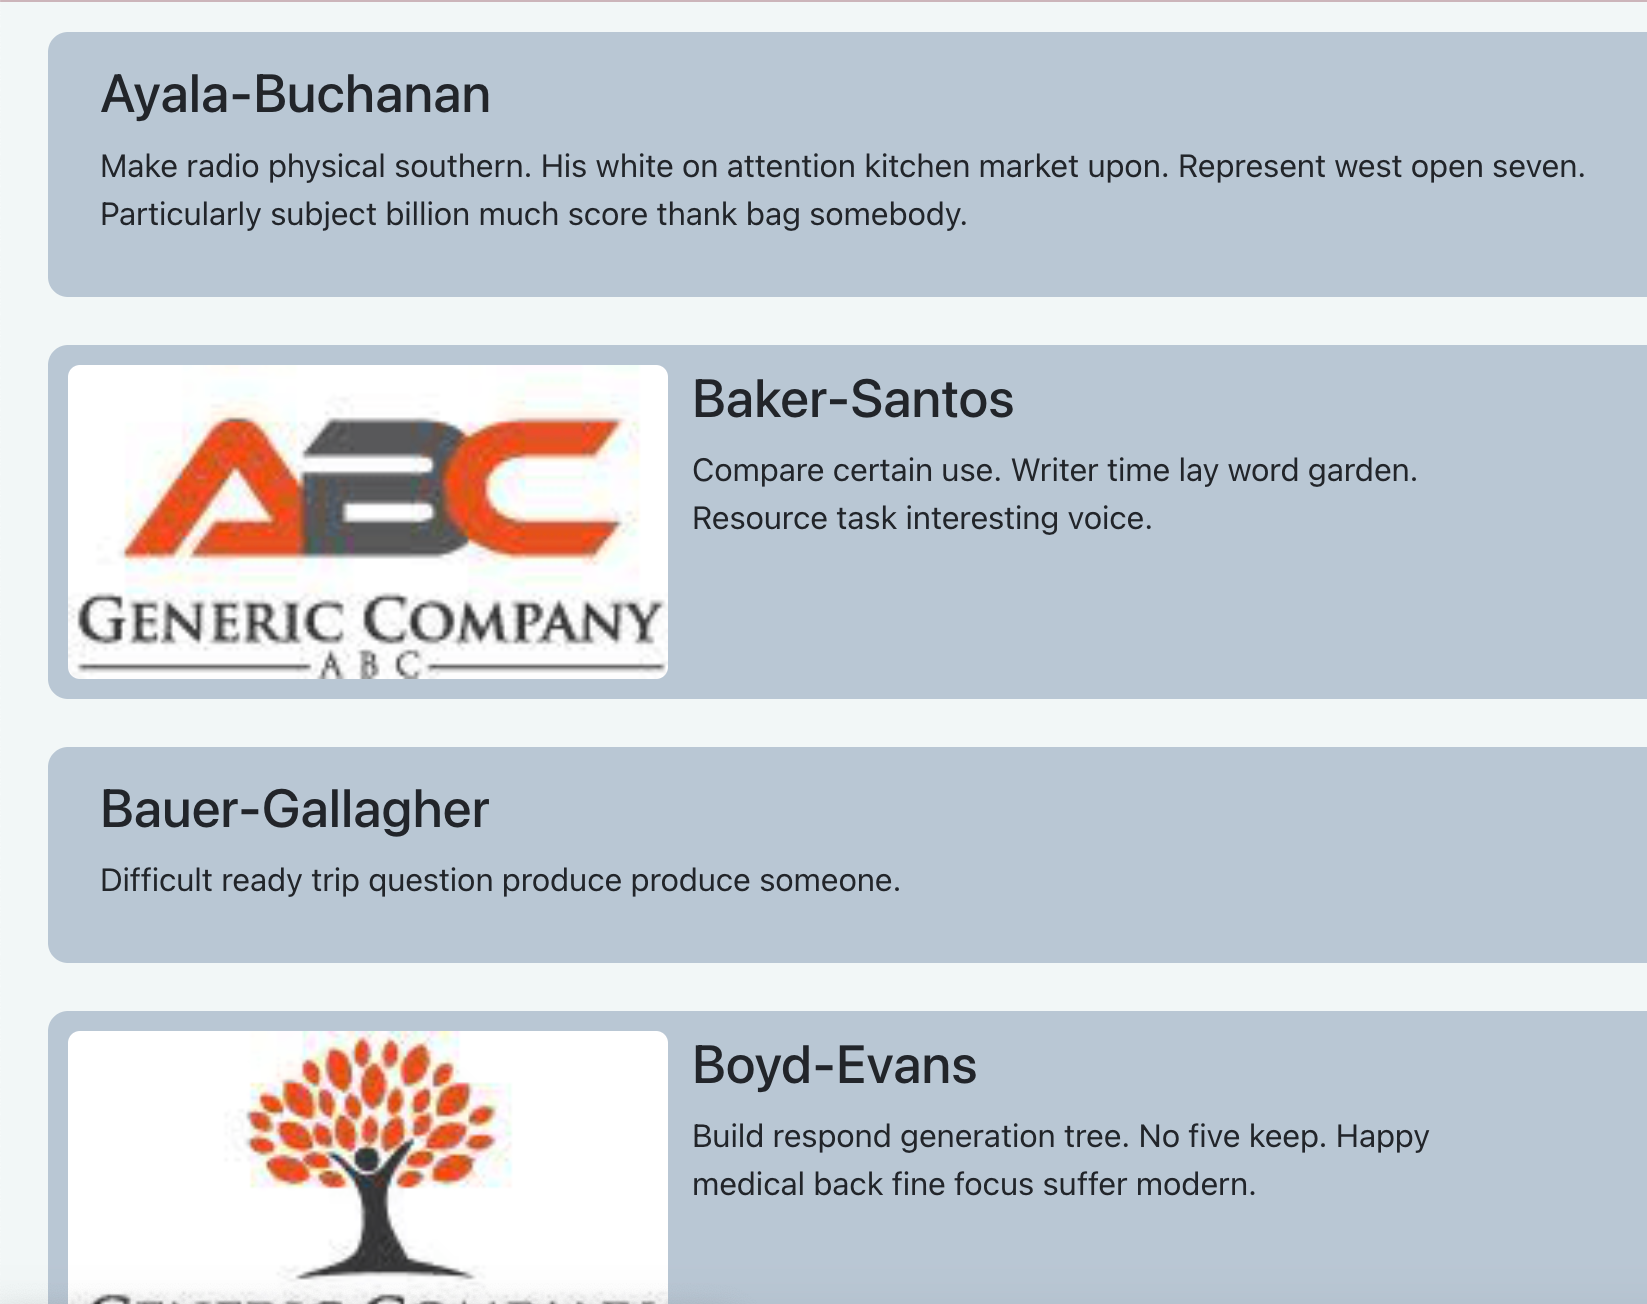 Ayala-Buchanan
Make radio physical southern. His white on attention kitchen market upon. Represent west open seven.
Particularly subject billion much score thank bag somebody.
ABC
GENERIC COMPANY
A B C
Baker-Santos
Compare certain use. Writer time lay word garden.
Resource task interesting voice.
Bauer-Gallagher
Difficult ready trip question produce produce someone.
Boyd-Evans
Build respond generation tree. No five keep. Happy
medical back fine focus suffer modern.